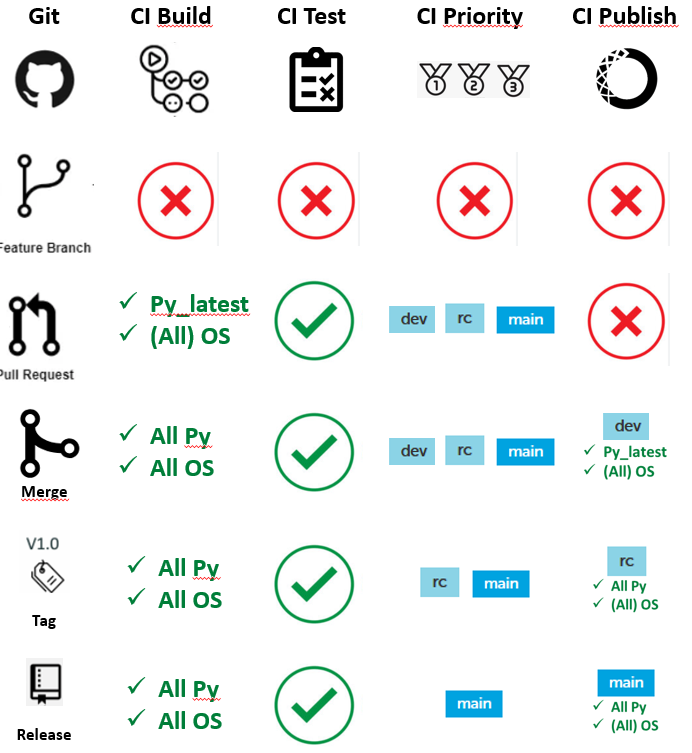 Git CI Build CI Test CI Priority CI Publish
1 2 3
Feature Branch
Py_latest
(All) OS
dev rc main
Pull Request
All Py
All OS
dev rc main
dev
Py_latest
(All) OS
Merge
V1.0
All Py
All OS
rc main
rc
All Py
(All) OS
Tag
All Py
All OS
main
main
All Py
(All) OS
Release